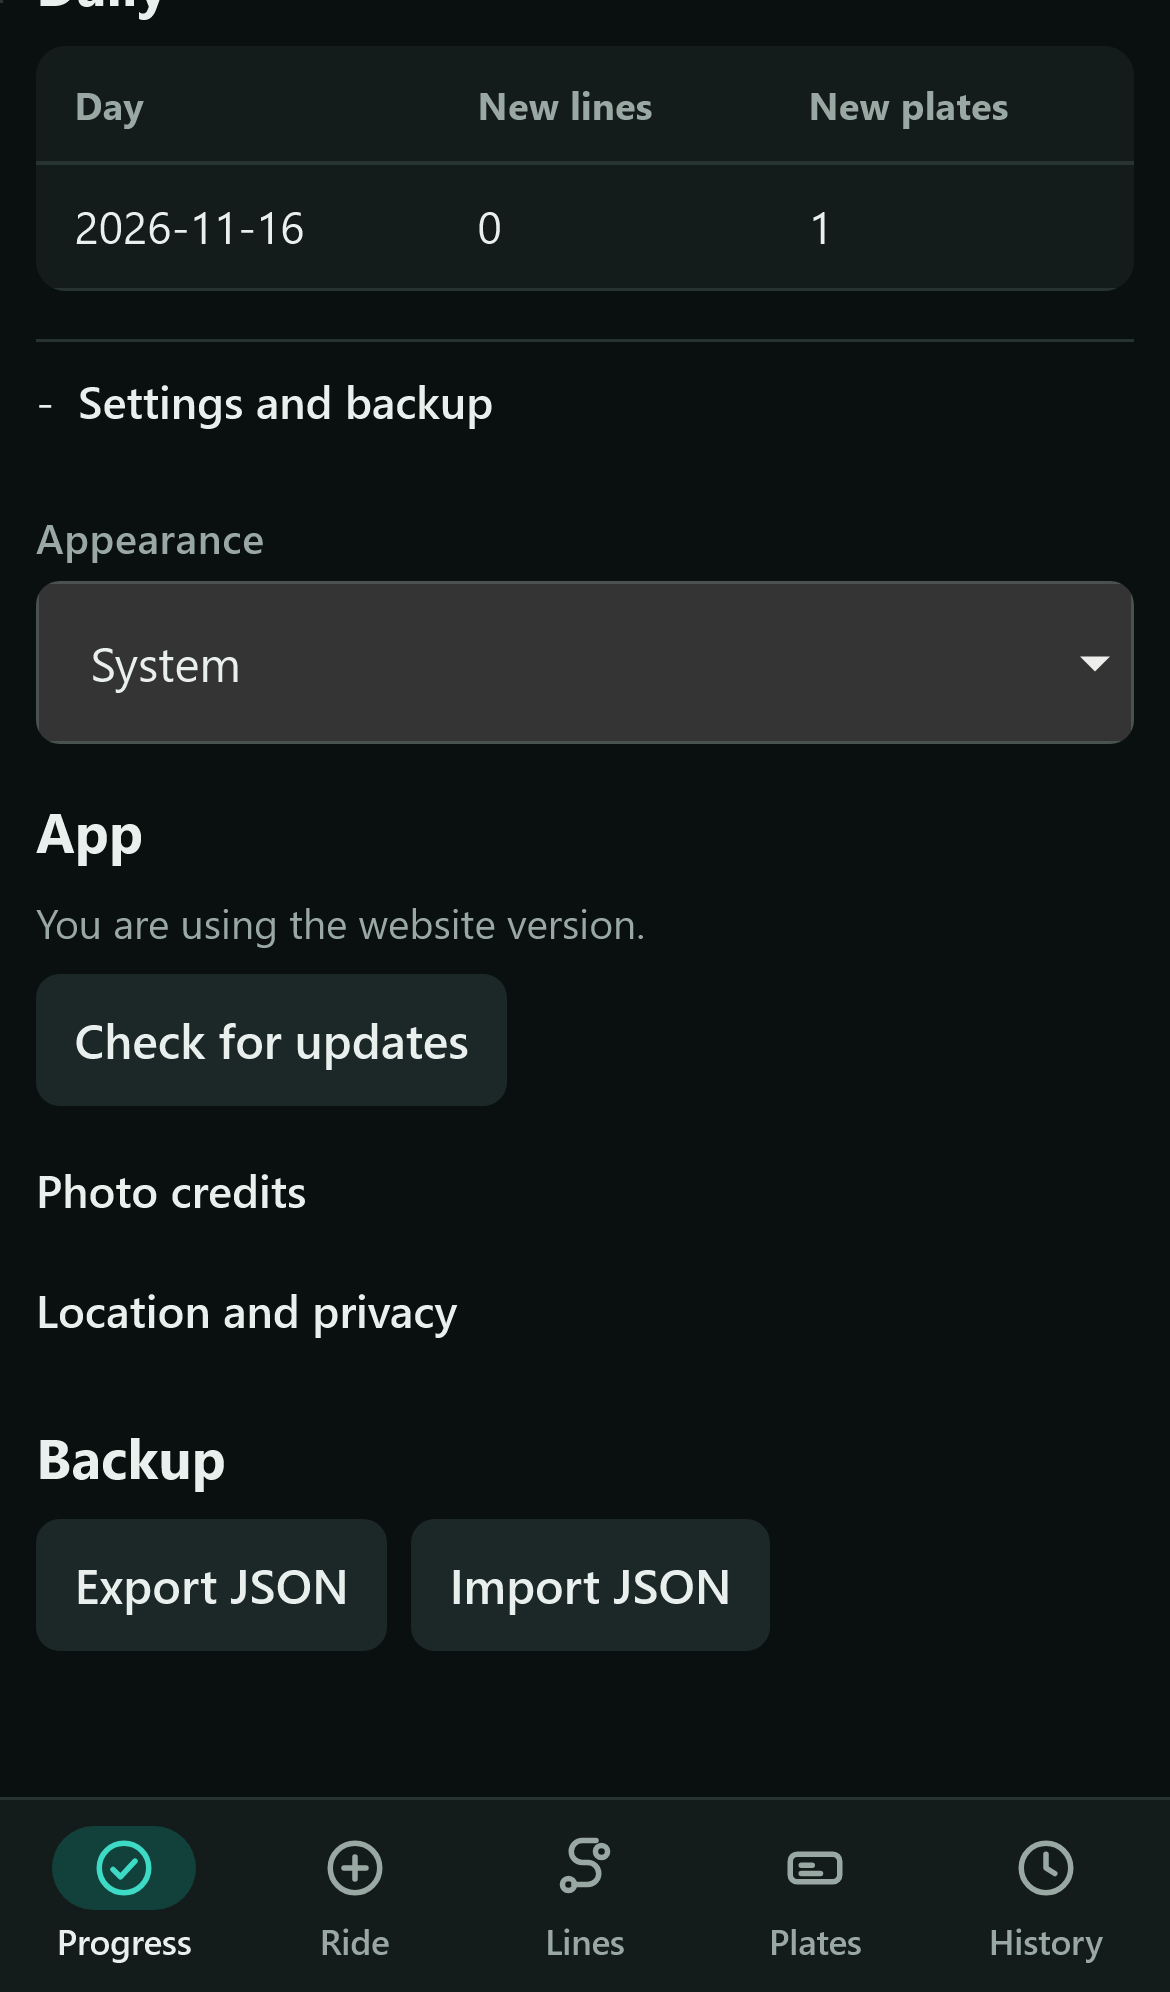 Daily
Day New lines New plates
2026-11-16 0 1
- Settings and backup
Appearance
System
App
You are using the website version.
Check for updates
Photo credits
Location and privacy
Backup
Export JSON Import JSON
Progress Ride Lines Plates History